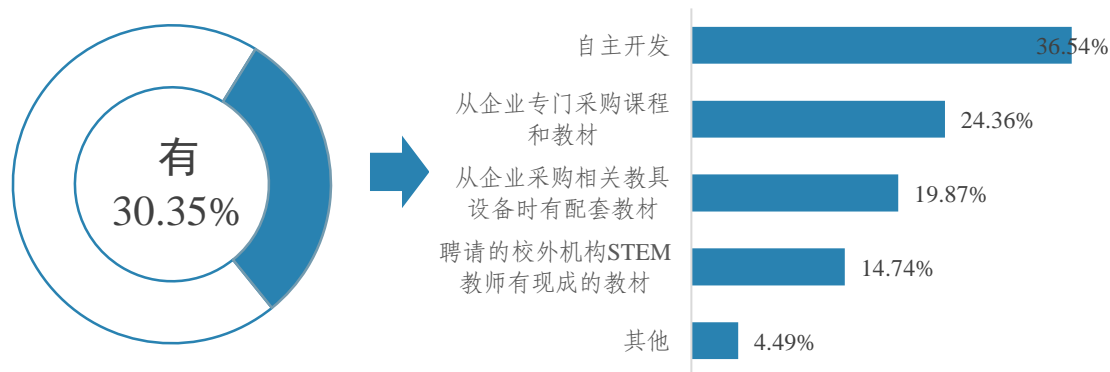 有
30.35%
自主开发
36.54%
从企业专门采购课程
和教材
24.36%
从企业采购相关教具
设备时有配套教材
19.87%
聘请的校外机构STEM
教师有现成的教材
14.74%
其他
4.49%